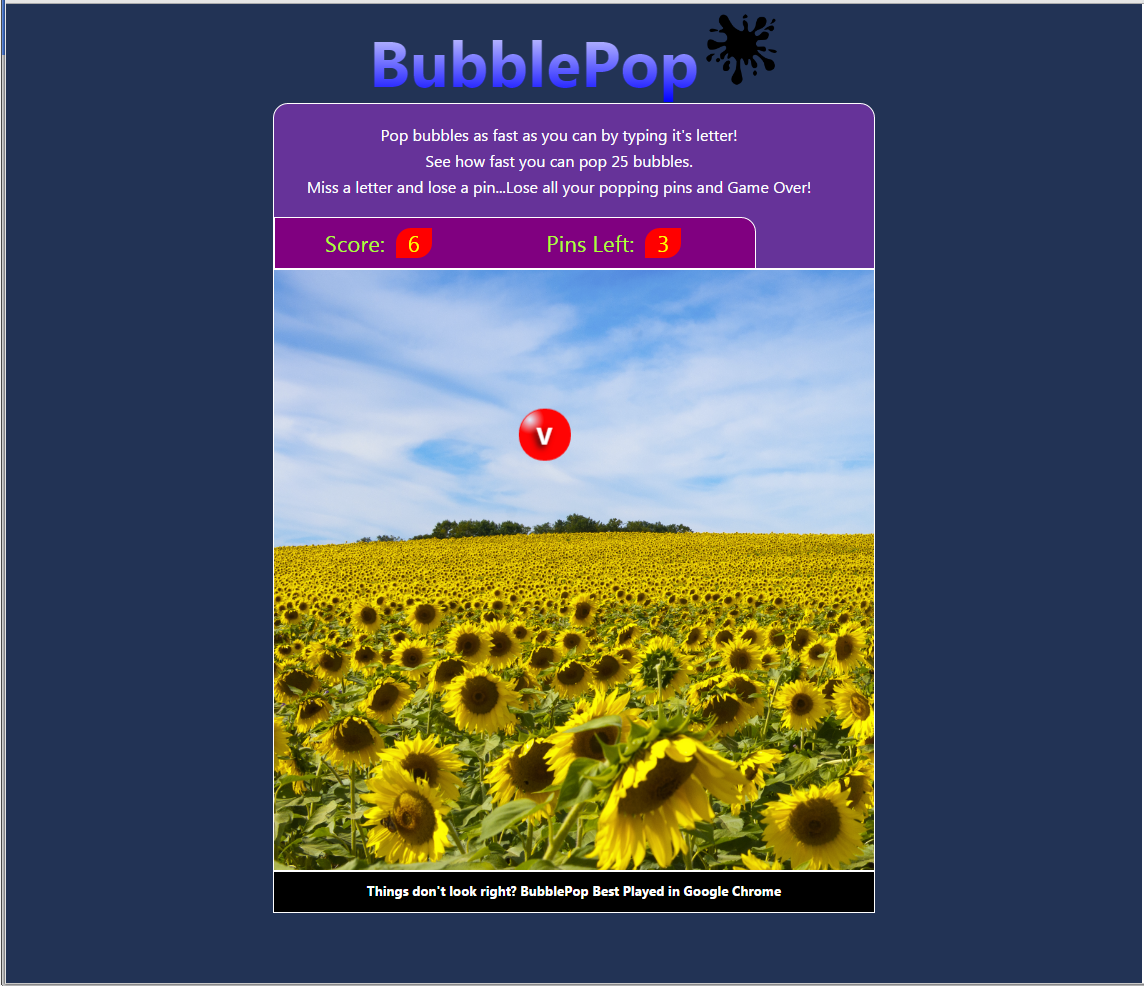 BubblePop
Pop bubbles as fast as you can by typing it's letter!
See how fast you can pop 25 bubbles.
Miss a letter and lose a pin...Lose all your popping pins and Game Over!
Score: 6 Pins Left: 3
V
Things don't look right? BubblePop Best Played in Google Chrome